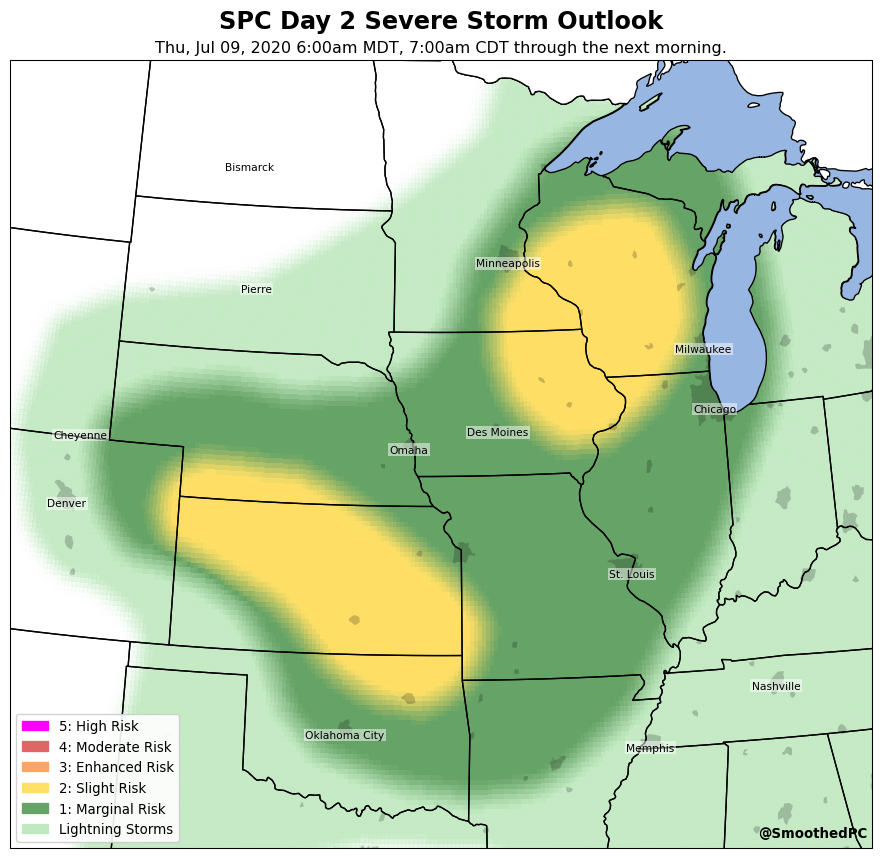 SPC Day 2 Severe Storm Outlook
Thu, Jul 09, 2020 6:00am MDT, 7:00am CDT through the next morning.
Bismarck
Minneapolis
Pierre
Milwaukee
Chicago
Cheyenne
Des Moines
Omaha
Denver
St. Louis
Nashville
Oklahoma City
Memphis
5: High Risk
4: Moderate Risk
3: Enhanced Risk
2: Slight Risk
1: Marginal Risk
Lightning Storms
@SmoothedPC